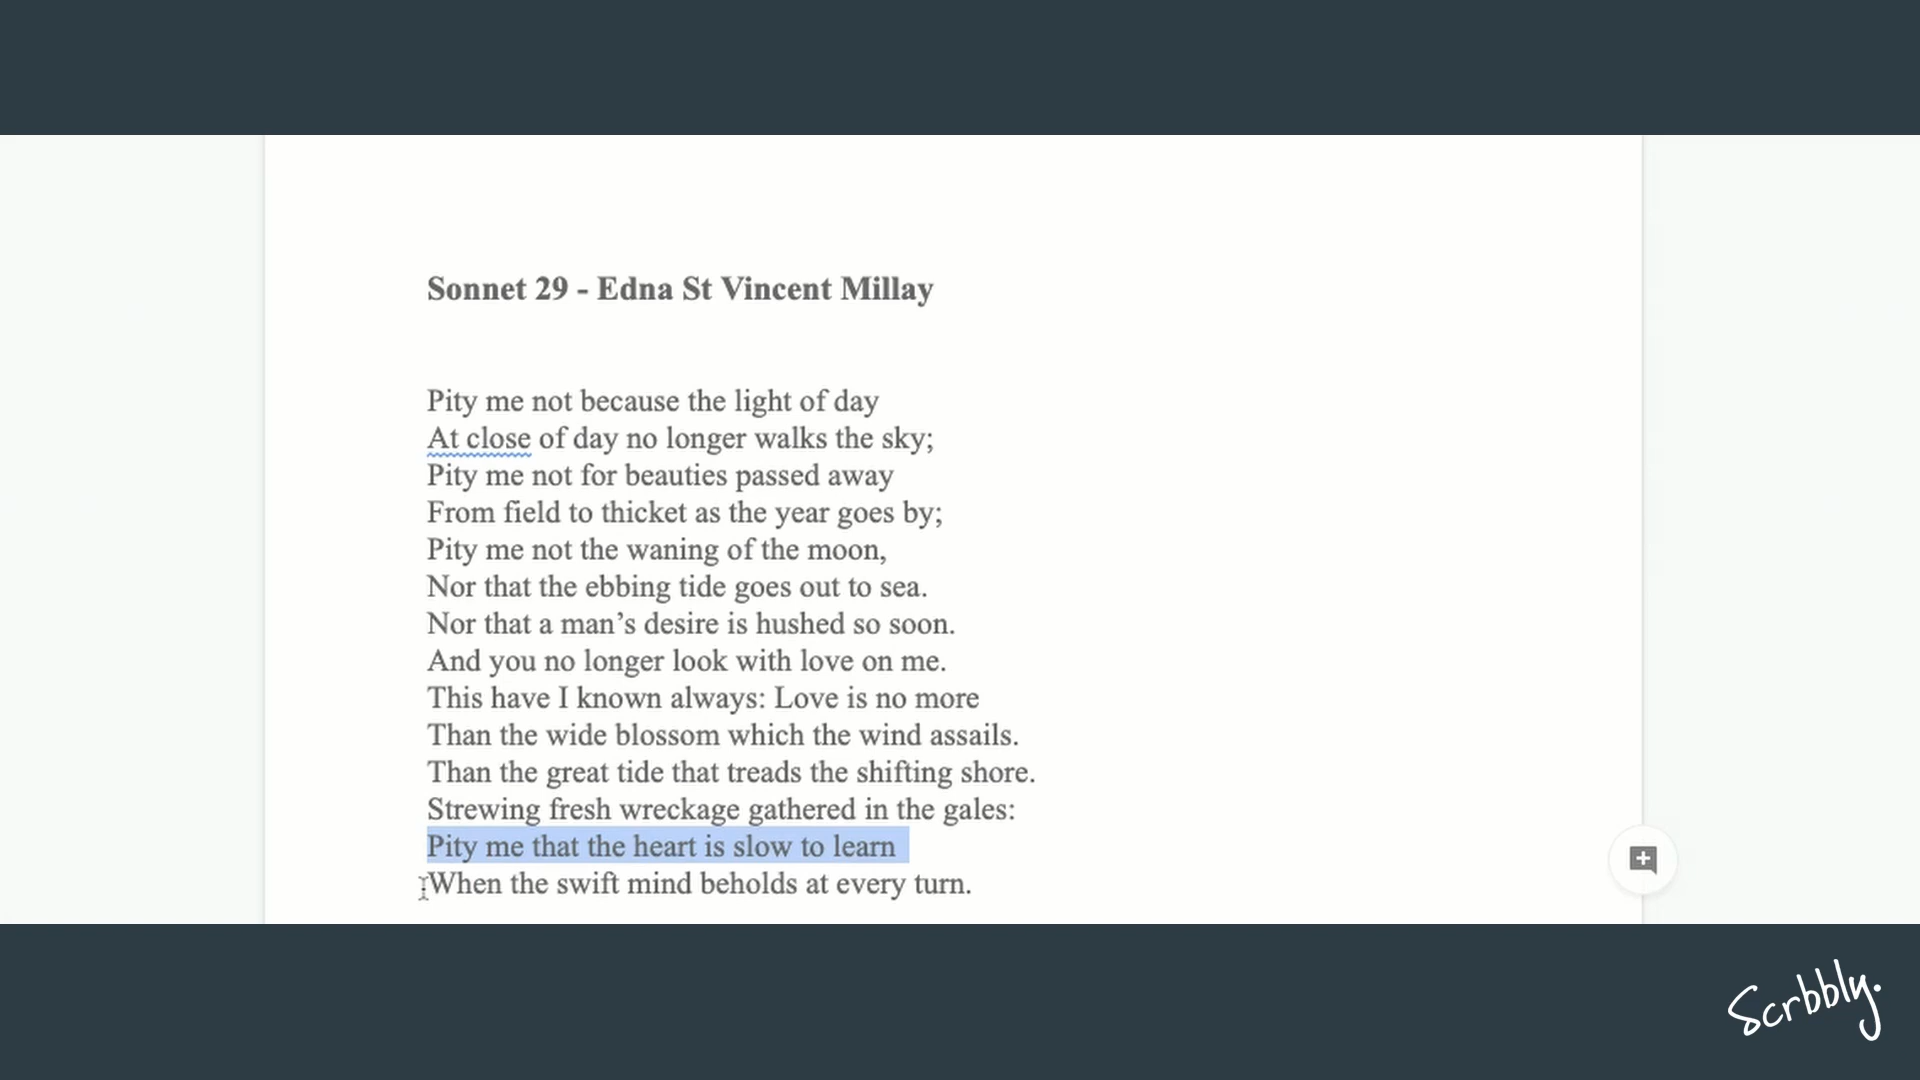 Sonnet 29 - Edna St Vincent Millay
Pity me not because the light of day
At close of day no longer walks the sky;
Pity me not for beauties passed away
From field to thicket as the year goes by;
Pity me not the waning of the moon,
Nor that the ebbing tide goes out to sea.
Nor that a man’s desire is hushed so soon.
And you no longer look with love on me.
This have I known always: Love is no more
Than the wide blossom which the wind assails.
Than the great tide that treads the shifting shore.
Strewing fresh wreckage gathered in the gales:
Pity me that the heart is slow to learn
When the swift mind beholds at every turn.
Scrbbly.